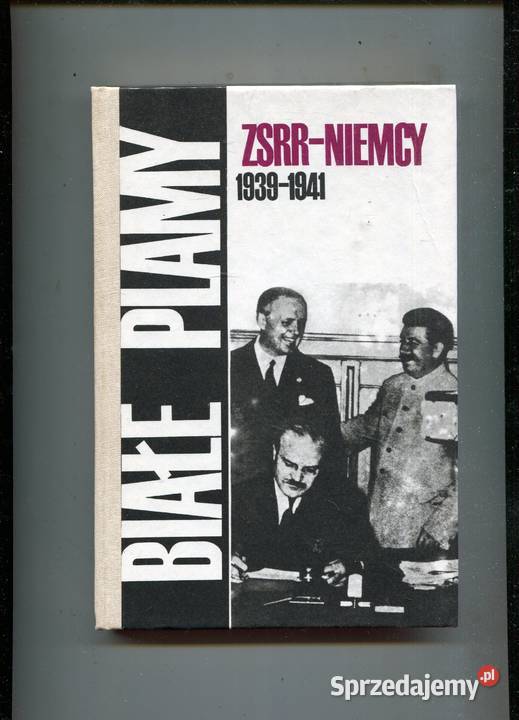 BIAŁE PLAMY
ZSRR-NIEMCY
1939-1941
Sprzedajemy.pl